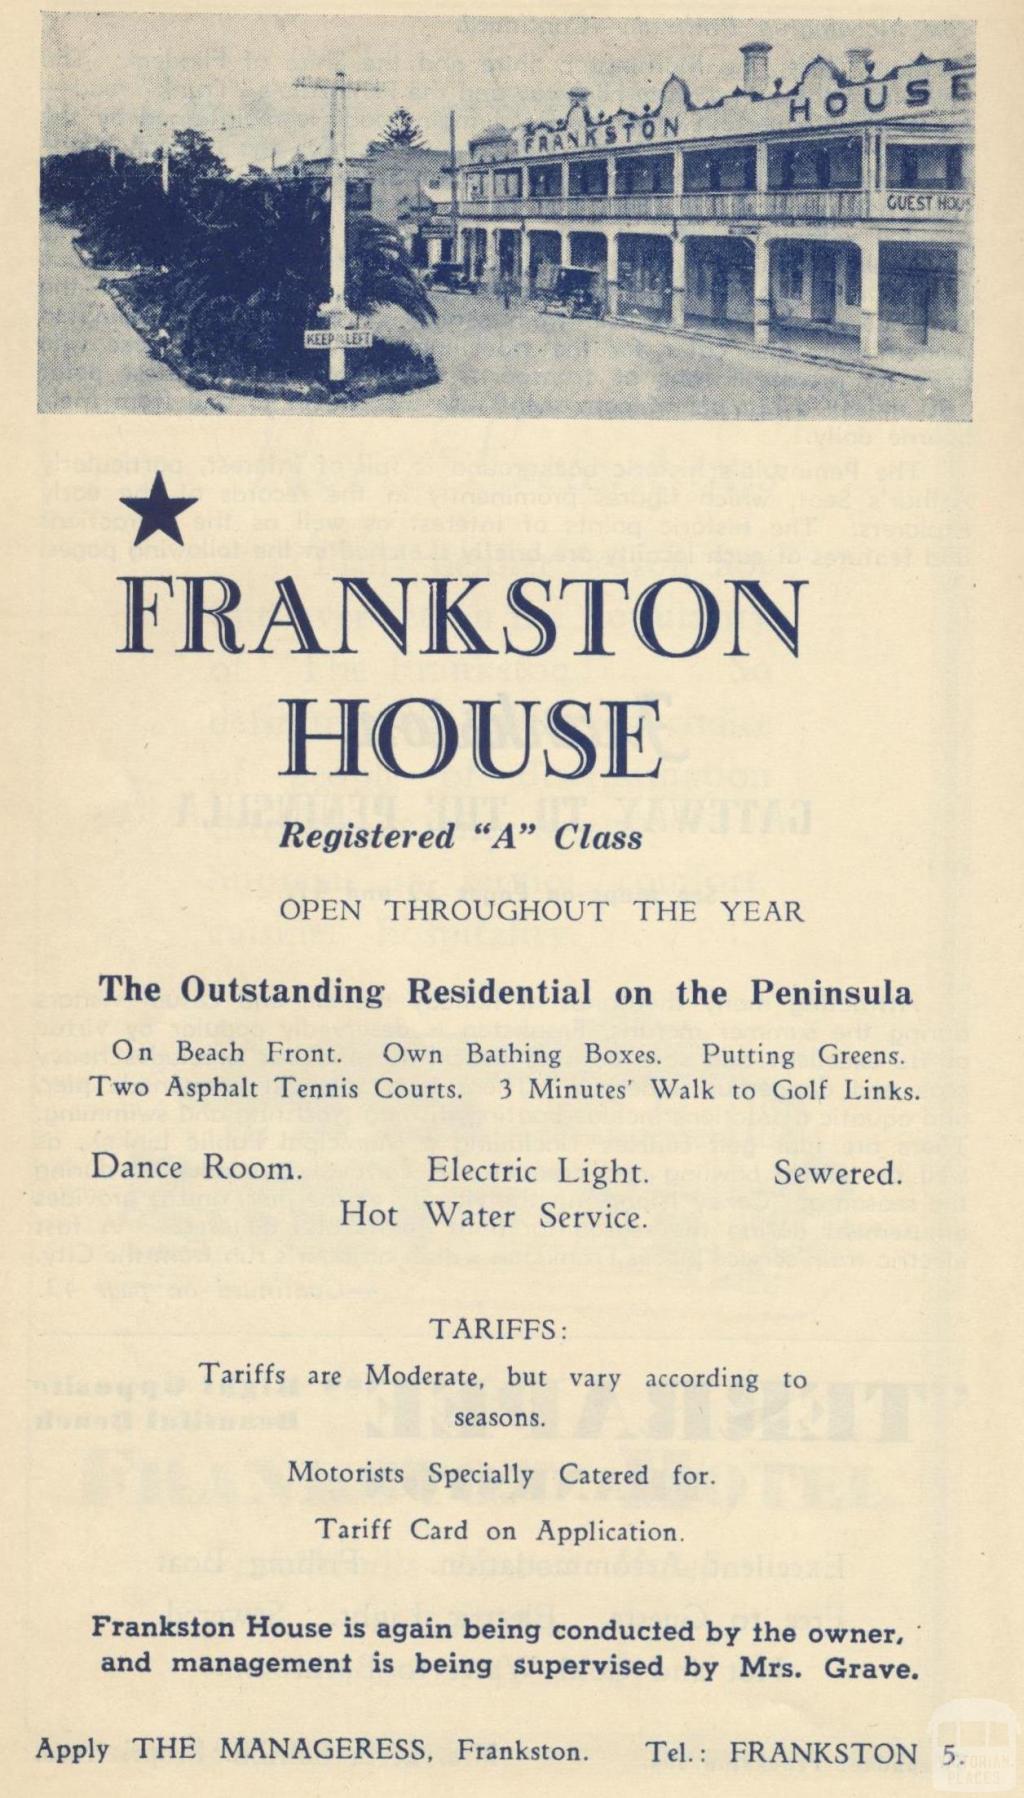 FRANKSTON HOUSE
GUEST HOUS
KEEP LEFT
FRANKSTON
HOUSE
Registered "A" Class
OPEN THROUGHOUT THE YEAR
The Outstanding Residential on the Peninsula
On Beach Front. Own Bathing Boxes. Putting Greens.
Two Asphalt Tennis Courts. 3 Minutes' Walk to Golf Links.
Dance Room. Electric Light. Sewered.
Hot Water Service.
TARIFFS:
Tariffs are Moderate, but vary according to
seasons.
Motorists Specially Catered for.
Tariff Card on Application.
Frankston House is again being conducted by the owner,
and management is being supervised by Mrs. Grave.
Apply THE MANAGERESS, Frankston. Tel.: FRANKSTON 5.
VICTORIAN
PLACES